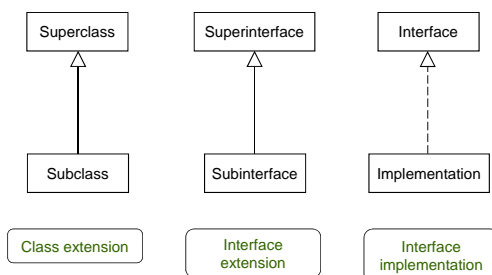 Superclass
Superinterface
Interface
Subclass
Subinterface
Implementation
Class extension
Interface
extension
Interface
implementation